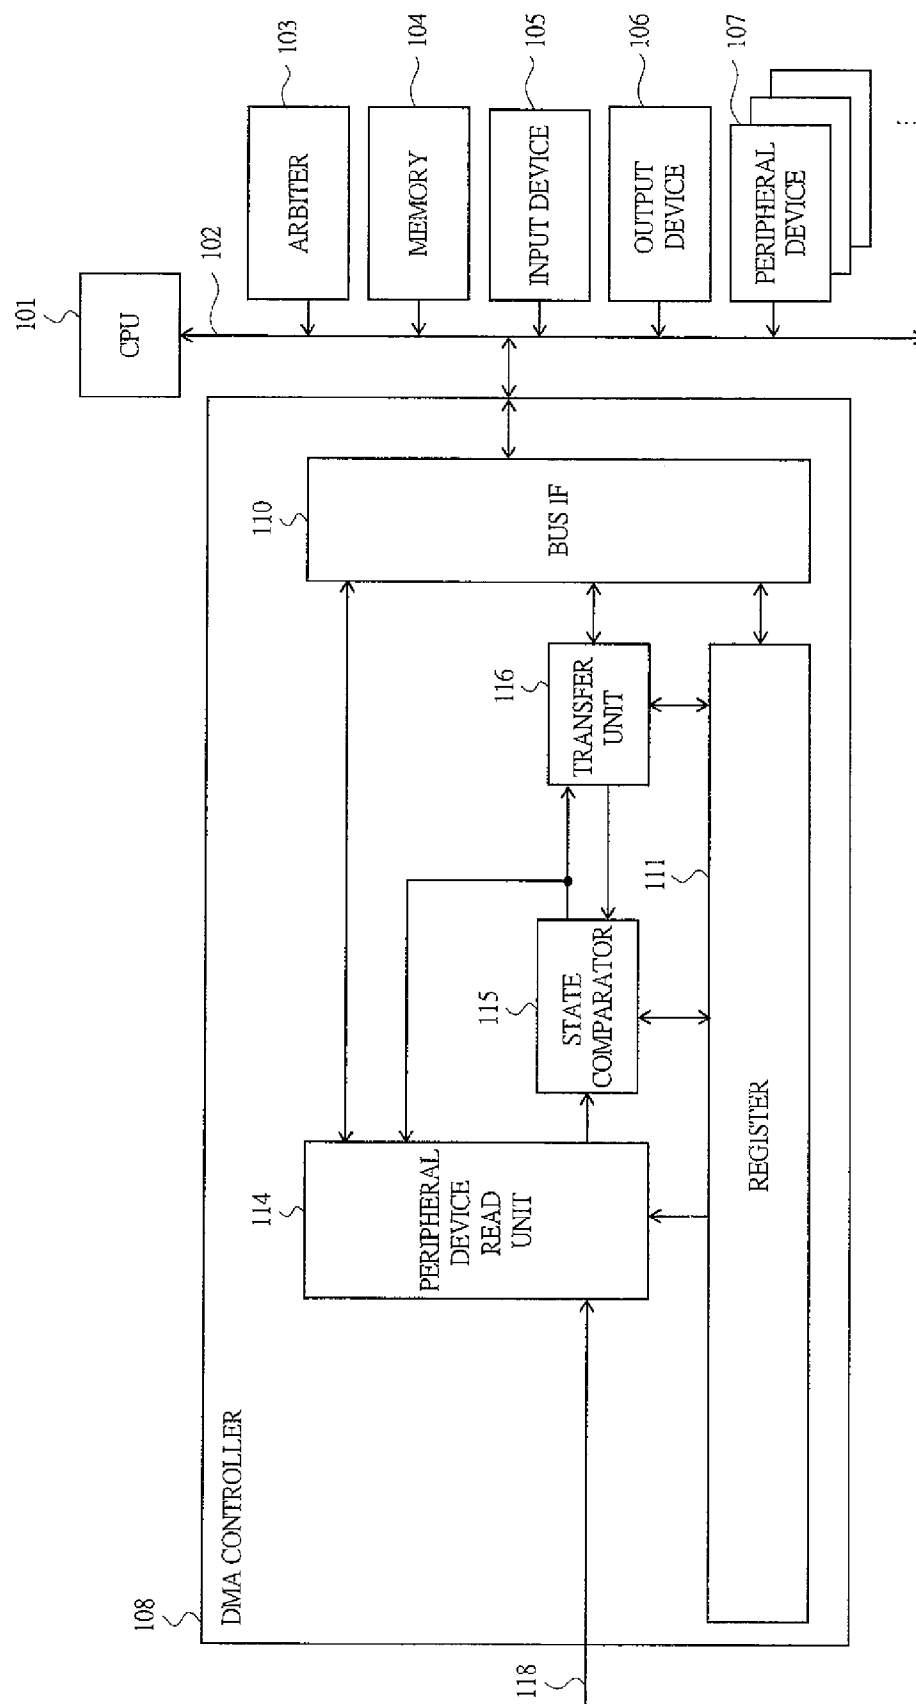 101
CPU
102
103
ARBITER
104
MEMORY
105
INPUT DEVICE
106
OUTPUT
DEVICE
107
PERIPHERAL
DEVICE
108
DMA CONTROLLER
110
BUS IF
116
TRANSFER
UNIT
115
STATE
COMPARATOR
114
PERIPHERAL
DEVICE
READ
UNIT
111
REGISTER
118